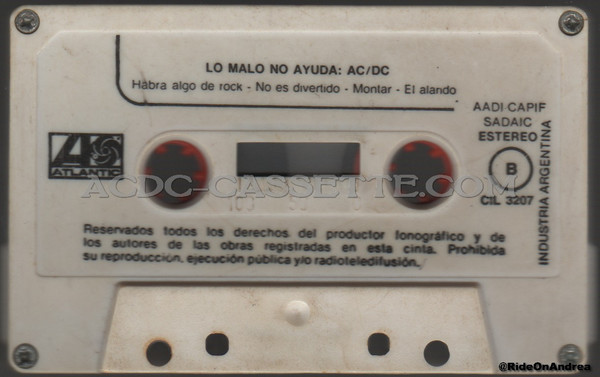 LO MALO NO AYUDA: AC/DC
Habra algo de rock - No es divertido - Montar - El alando
AADI CAPIF
SADAIC
ESTEREO
B
CIL 3207
INDUSTRIA ARGENTINA
ATLANTIC
ACDC-CASSETTE.COM
Reservados todos los derechos del productor fonográfico y de
los autores de las obras registradas en esta cinta. Prohibida
su reproducción, ejecución pública y/o radioteledifusión.
@RideOnAndrea